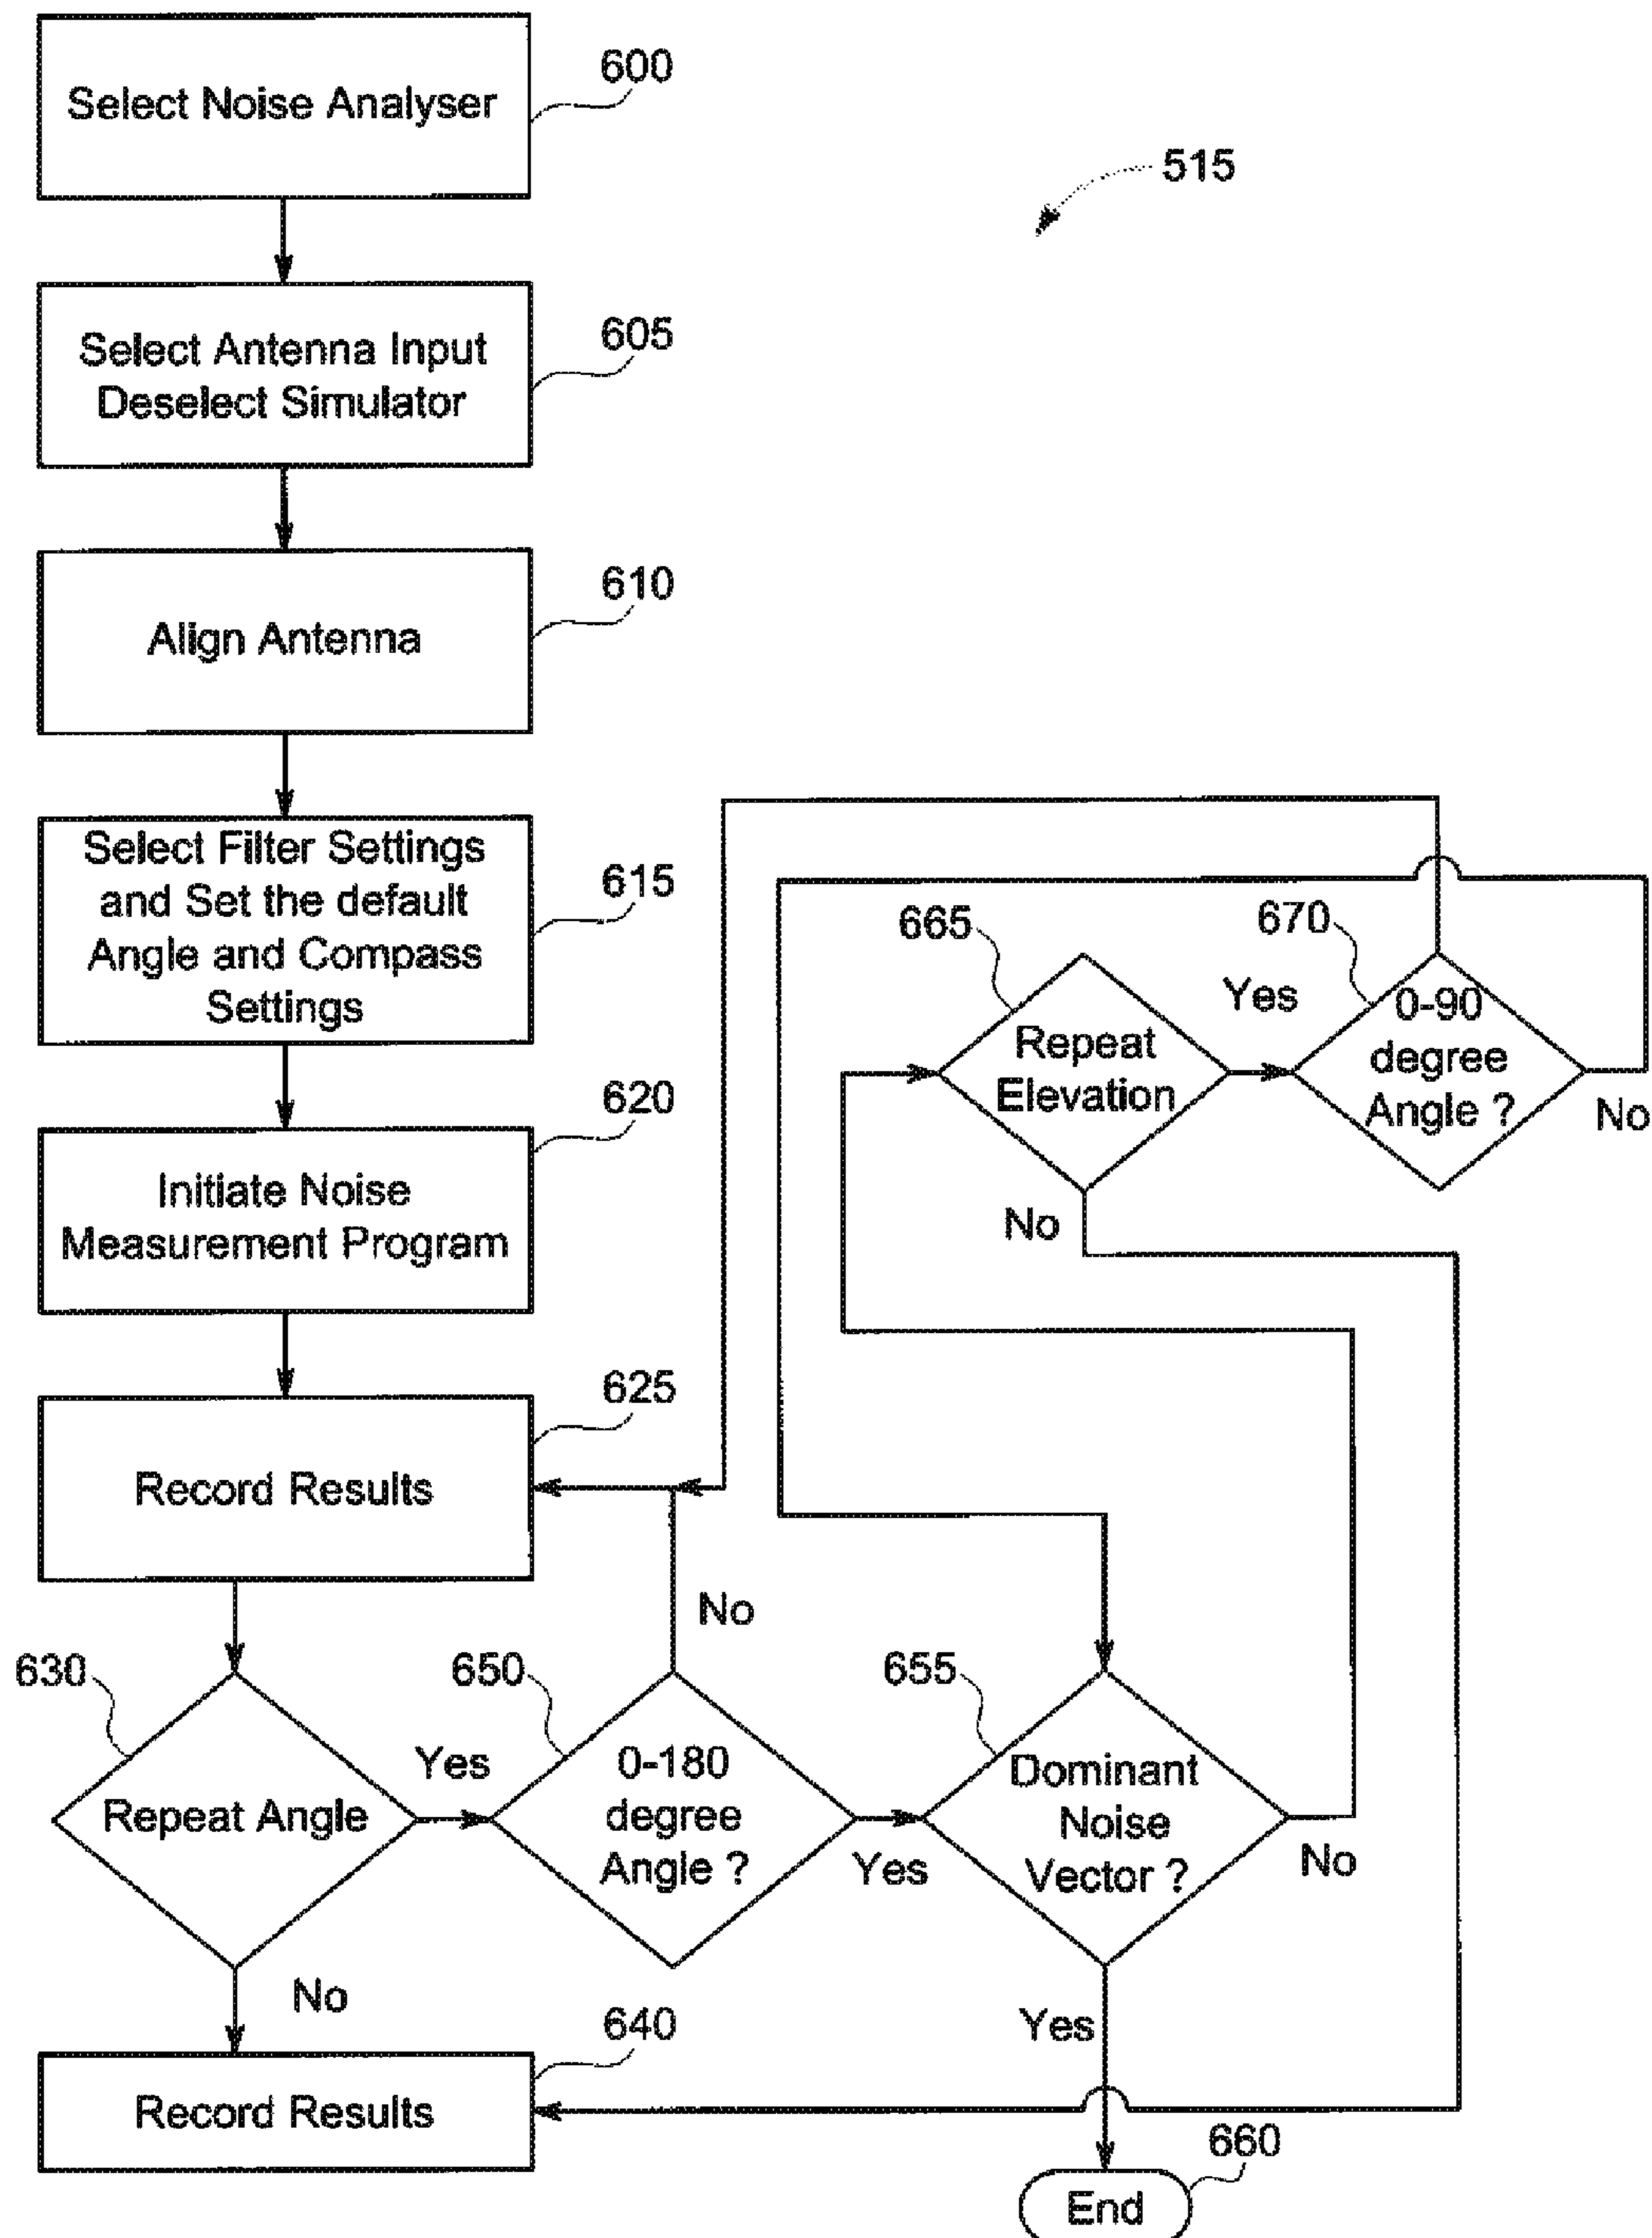 600
Select Noise Analyser
515
605
Select Antenna Input
Deselect Simulator
610
Align Antenna
615
Select Filter Settings
and Set the default
Angle and Compass
Settings
620
Initiate Noise
Measurement Program
625
Record Results
630
Repeat Angle
Yes
No
650
0-180
degree
Angle ?
No
Yes
655
Dominant
Noise
Vector ?
No
Yes
665
Repeat
Elevation
Yes
No
670
0-90
degree
Angle ?
No
640
Record Results
660
End